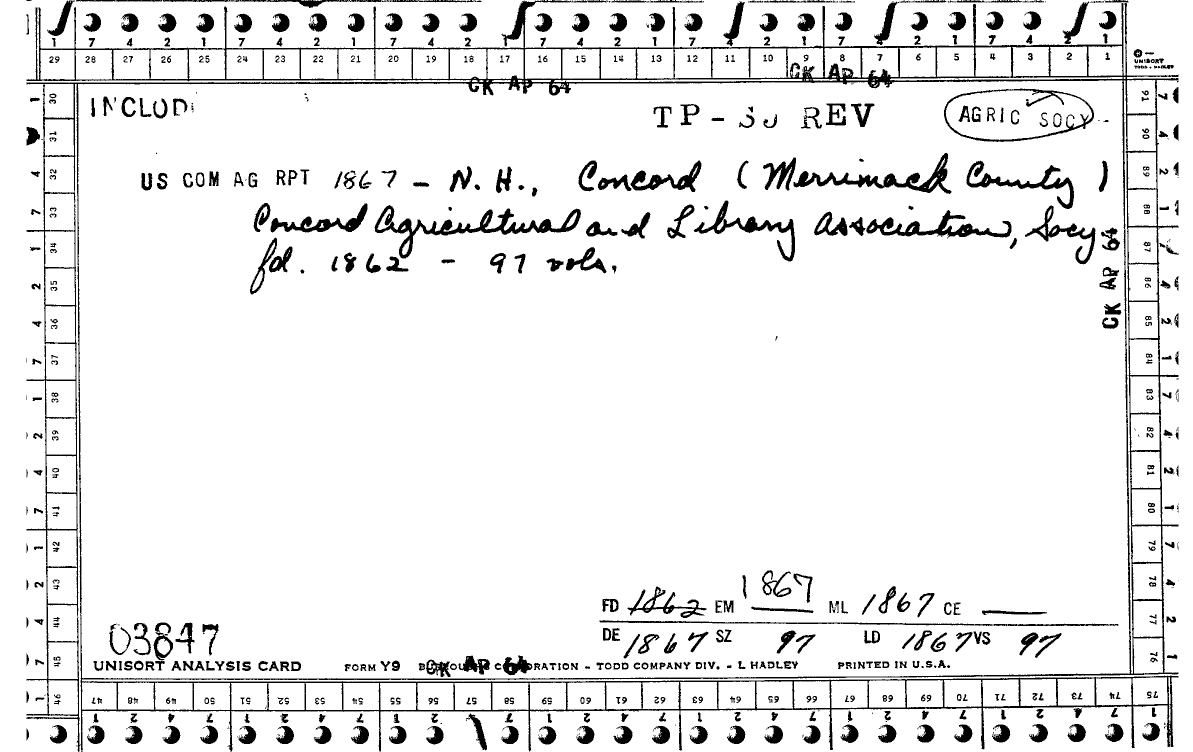 1 7 4 2 1 7 4 2 1 7 4 2 1 7 4 2 1 7 4 2 1 7 4 2 1 7 4 2 1
29 28 27 26 25 24 23 22 21 20 19 18 17 16 15 14 13 12 11 10 9 8 7 6 5 4 3 2 1
UNISORT
CK AP 64 CK AP 64
INCLUD TP - REV AGRIC SOCY
US COM AG RPT 1867 - N. H., Concord (Merrimack County)
Concord Agricultural and Library Association, Socy
fd. 1862 - 97 vols.
CK AP 64
30 31 32 33 34 35 36 37 38 39 40 41 42 43 44 45 46
91 90 89 88 87 86 85 84 83 82 81 80 79 78 77 76
FD 1862 EM 1867 ML 1867 CE
03847
DE 1867 SZ 97 LD 1867 VS 97
UNISORT ANALYSIS CARD FORM Y9 CK AP 64 - TODD COMPANY DIV. - L HADLEY PRINTED IN U.S.A.
47 48 49 50 51 52 53 54 55 56 57 58 59 60 61 62 63 64 65 66 67 68 69 70 71 72 73 74 75